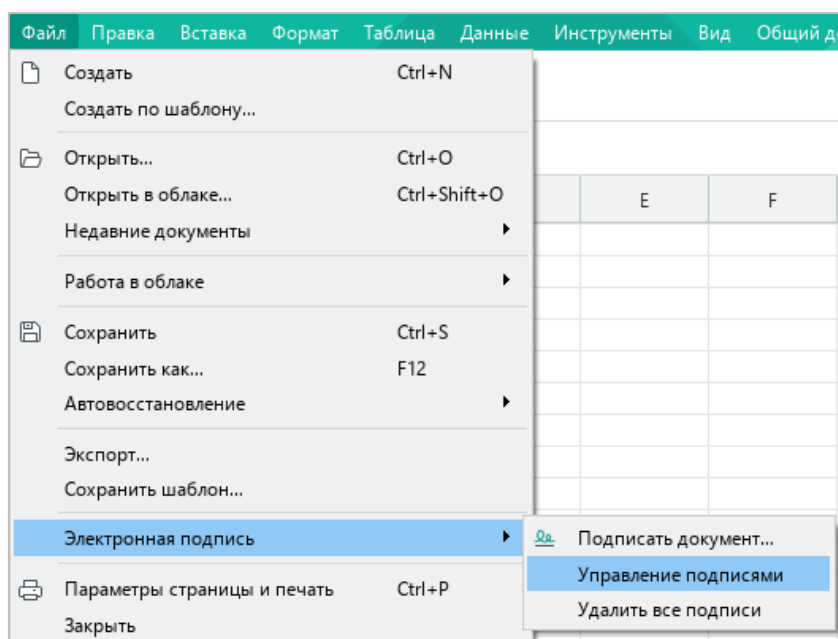 Файл Правка Вставка Формат Таблица Данные Инструменты Вид Общий
Создать Ctrl+N
Создать по шаблону...
Открыть... Ctrl+O
Открыть в облаке... Ctrl+Shift+O
E F
Недавние документы
Работа в облаке
Сохранить Ctrl+S
Сохранить как... F12
Автовосстановление
Экспорт...
Сохранить шаблон...
Электронная подпись
Подписать документ...
Управление подписями
Удалить все подписи
Параметры страницы и печать Ctrl+P
Закрыть